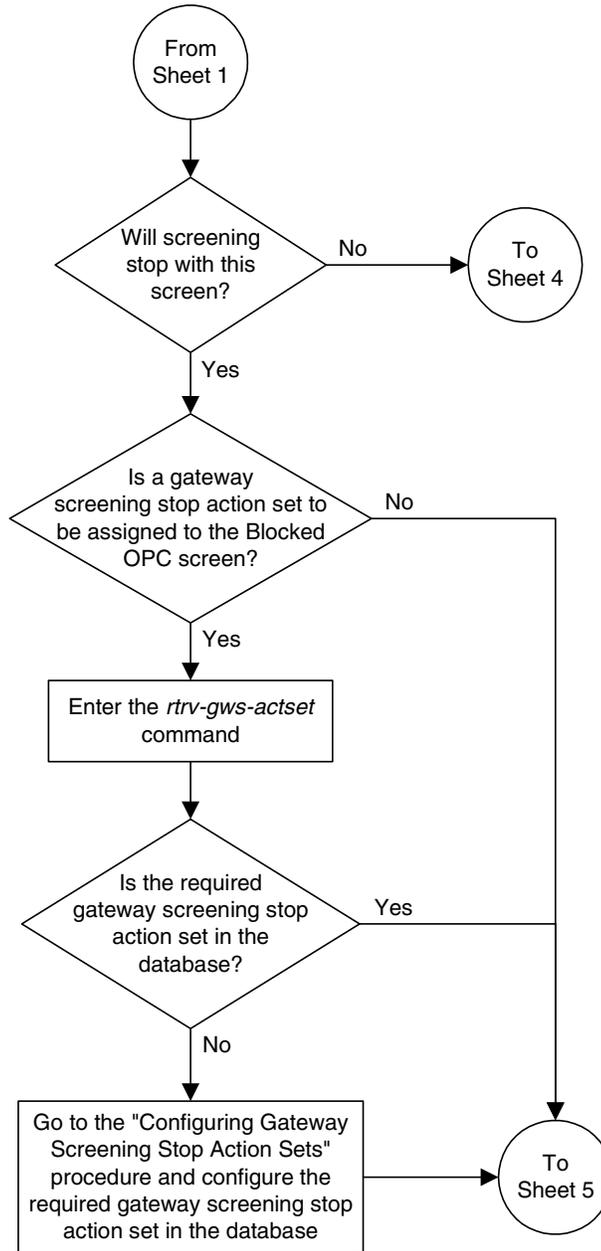 From
Sheet 1
Will screening
stop with this
screen?
No
To
Sheet 4
Yes
Is a gateway
screening stop action set to
be assigned to the Blocked
OPC screen?
No
Yes
Enter the rtrv-gws-actset
command
Is the required
gateway screening stop
action set in the
database?
Yes
No
Go to the "Configuring Gateway
Screening Stop Action Sets"
procedure and configure the
required gateway screening stop
action set in the database
To
Sheet 5